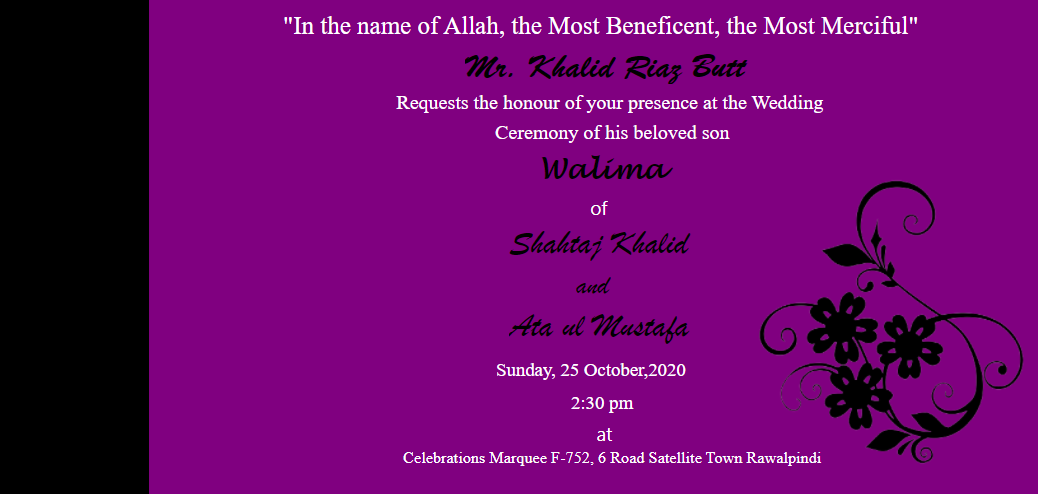 "In the name of Allah, the Most Beneficent, the Most Merciful"
Mr. Khalid Riaz Butt
Requests the honour of your presence at the Wedding
Ceremony of his beloved son
Walima
of
Shahtaj Khalid
and
Ata ul Mustafa
Sunday, 25 October,2020
2:30 pm
at
Celebrations Marquee F-752, 6 Road Satellite Town Rawalpindi